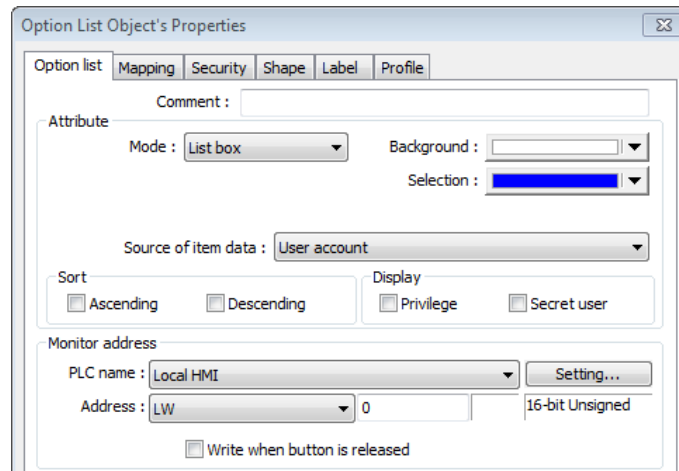 Option List Object's Properties
Option list Mapping Security Shape Label Profile
Comment :
Attribute
Mode : List box Background :
Selection :
Source of item data : User account
Sort Display
Ascending Descending Privilege Secret user
Monitor address
PLC name : Local HMI Setting...
Address : LW 0 16-bit Unsigned
Write when button is released